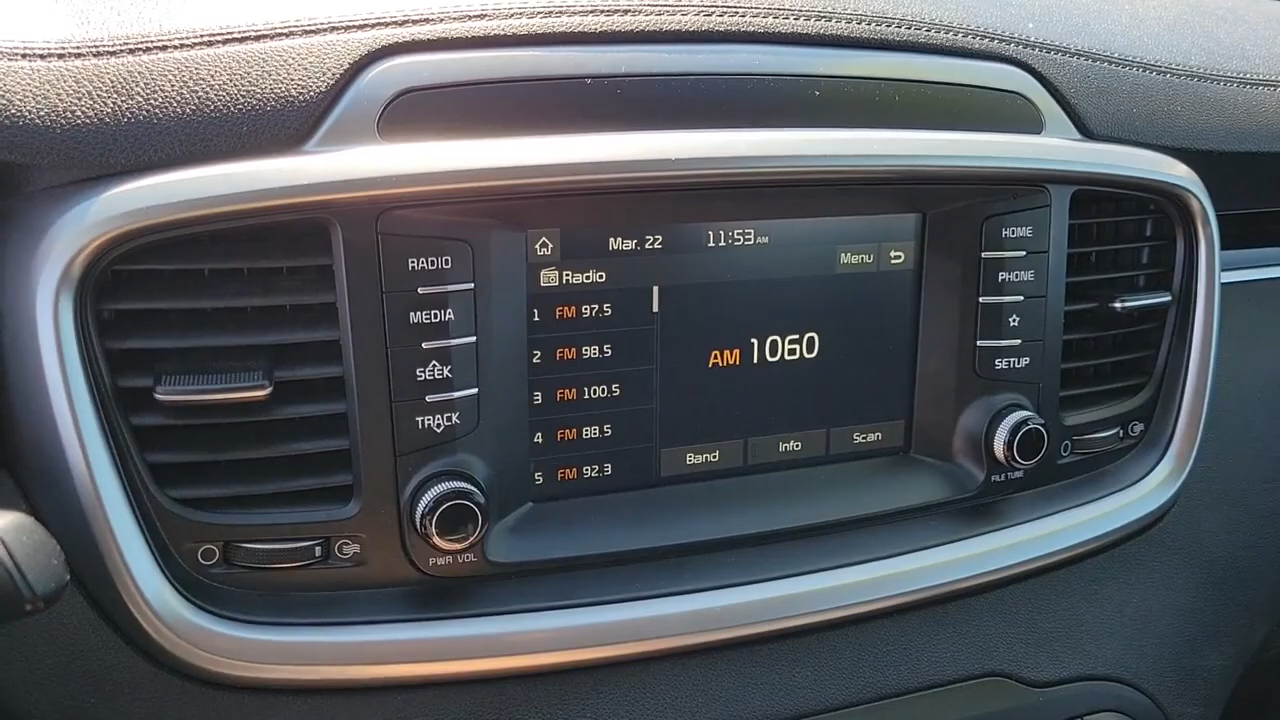 RADIO
MEDIA
SEEK
TRACK
PWR VOL
Mar. 22 11:53 AM
Radio
Menu
1 FM 97.5
2 FM 98.5
3 FM 100.5
4 FM 88.5
5 FM 92.3
AM 1060
Band Info Scan
HOME
PHONE
SETUP
FILE TUNE